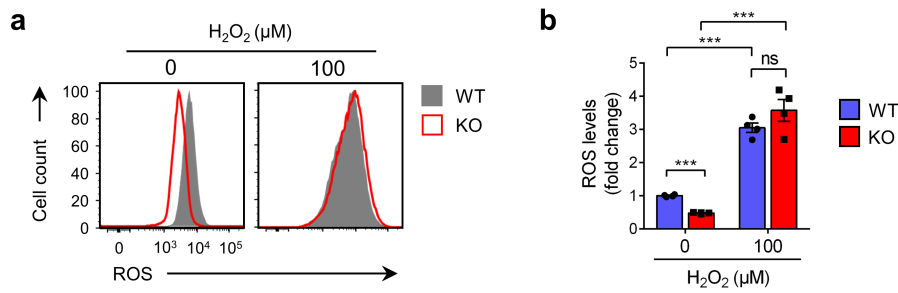 a
H₂O₂ (μM)
0 100
100
80
60
40
20
0
Cell count
0 10³ 10⁴ 10⁵
ROS
WT
KO
b
***
***
ns
***
5
4
3
2
1
0
ROS levels
(fold change)
0 100
H₂O₂ (μM)
WT
KO